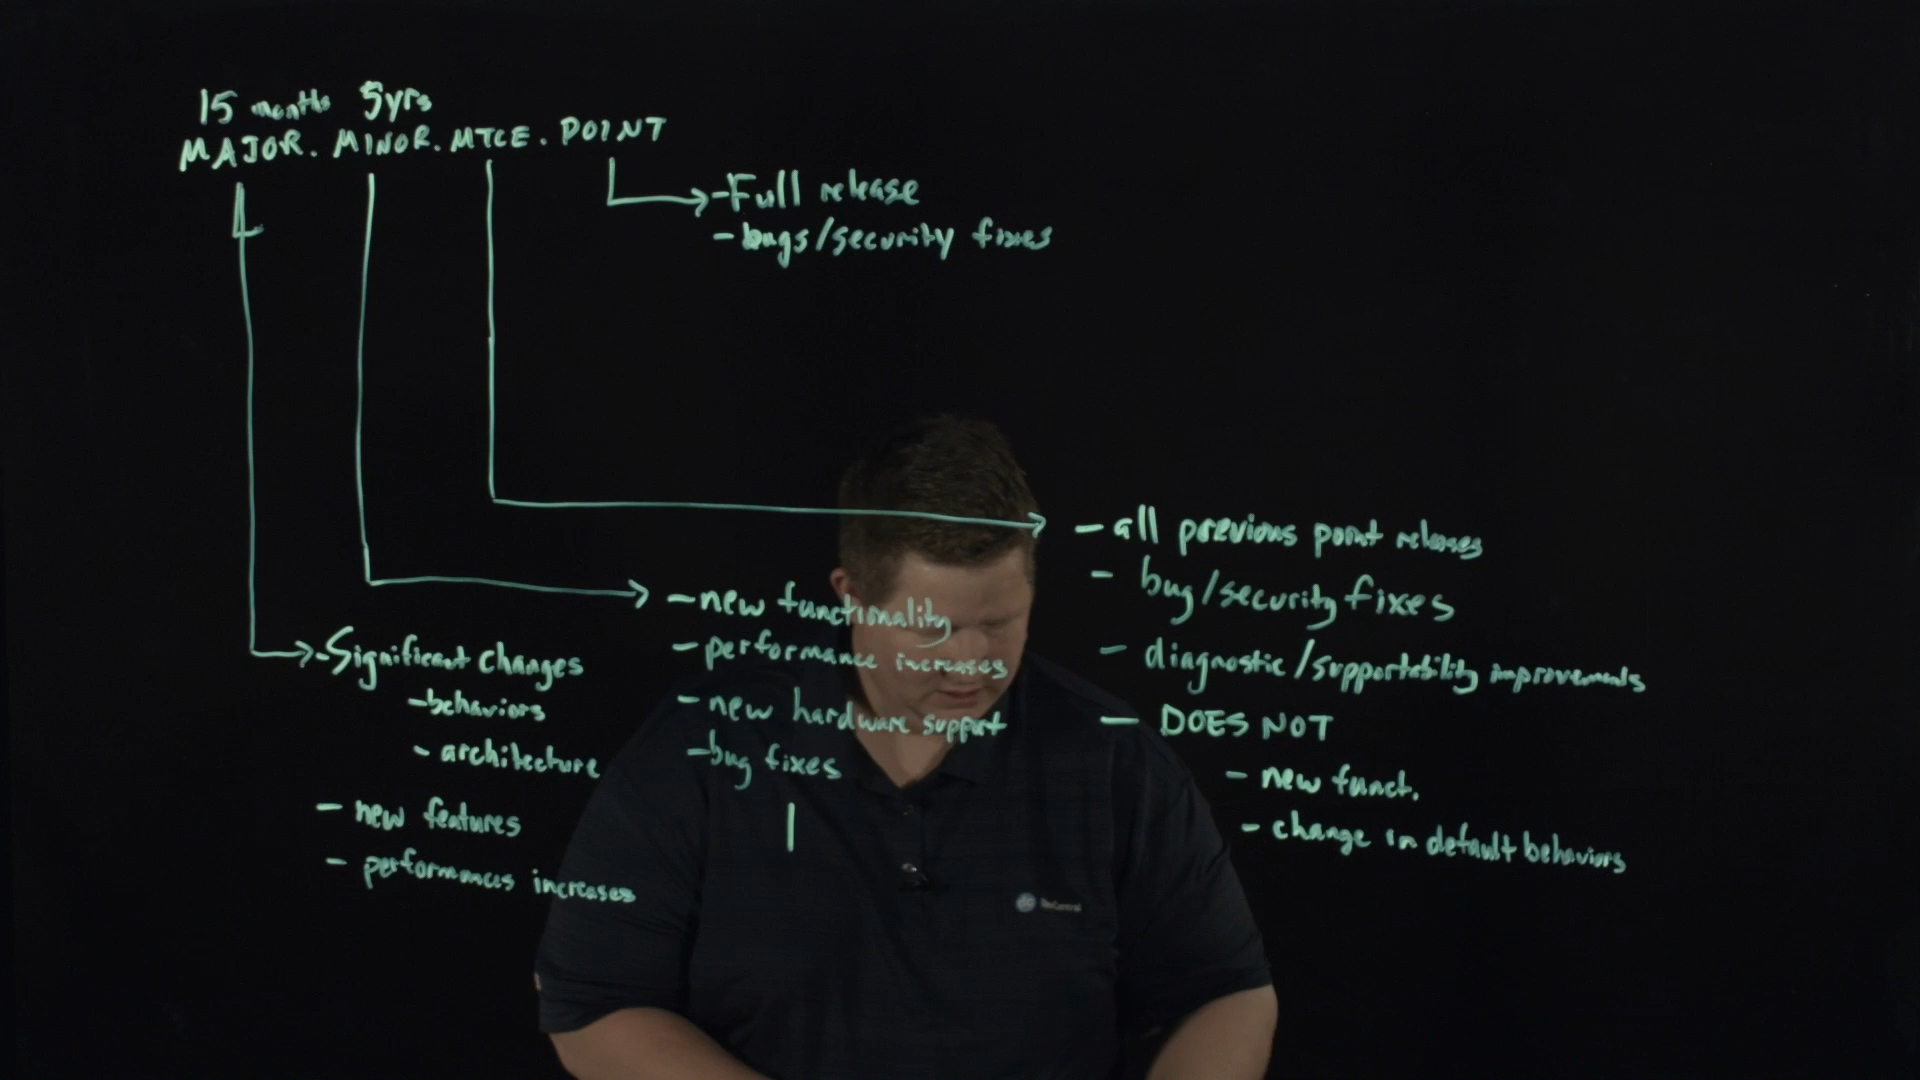 15 months 5yrs
MAJOR. MINOR. MTCE. POINT
-Full release
-bugs/security fixes
-all previous point releases
-bug/security fixes
-diagnostic/supportability improvements
-DOES NOT
-new funct.
-change in default behaviors
-new functionality
-performance increases
-new hardware support
-bug fixes
-Significant changes
-behaviors
-architecture
-new features
-performances increases